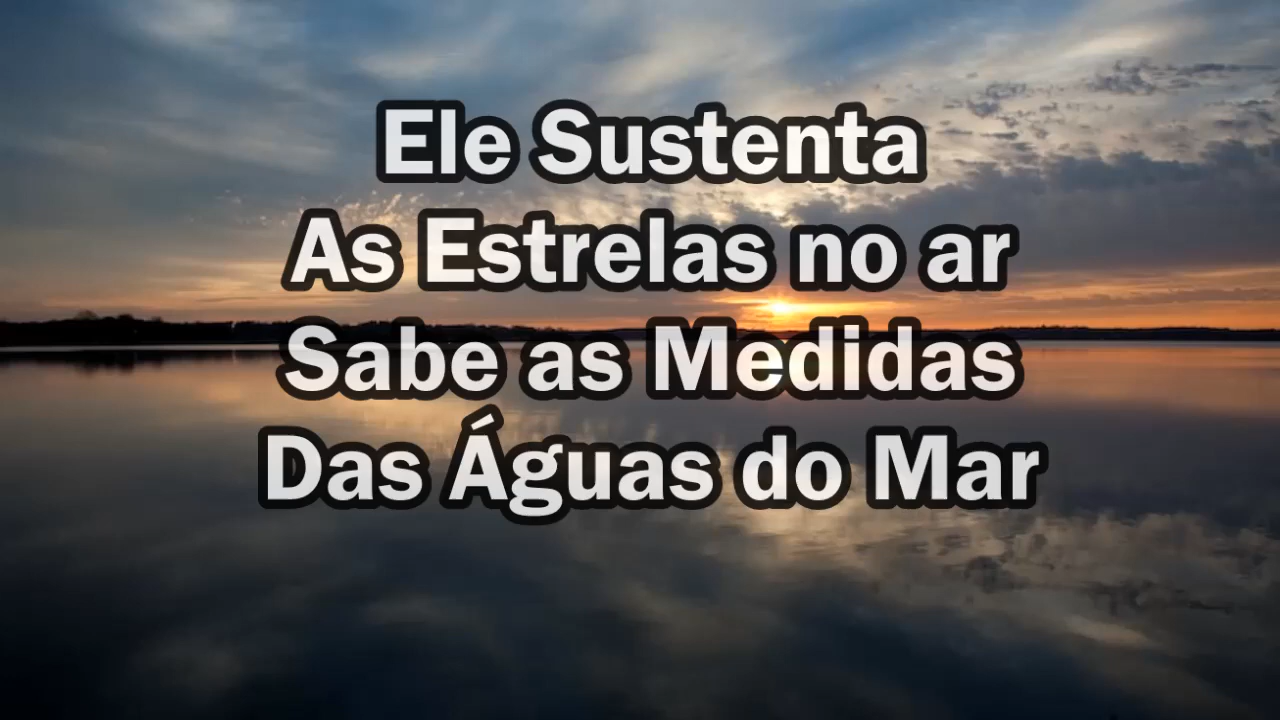 Ele Sustenta
As Estrelas no ar
Sabe as Medidas
Das Águas do Mar